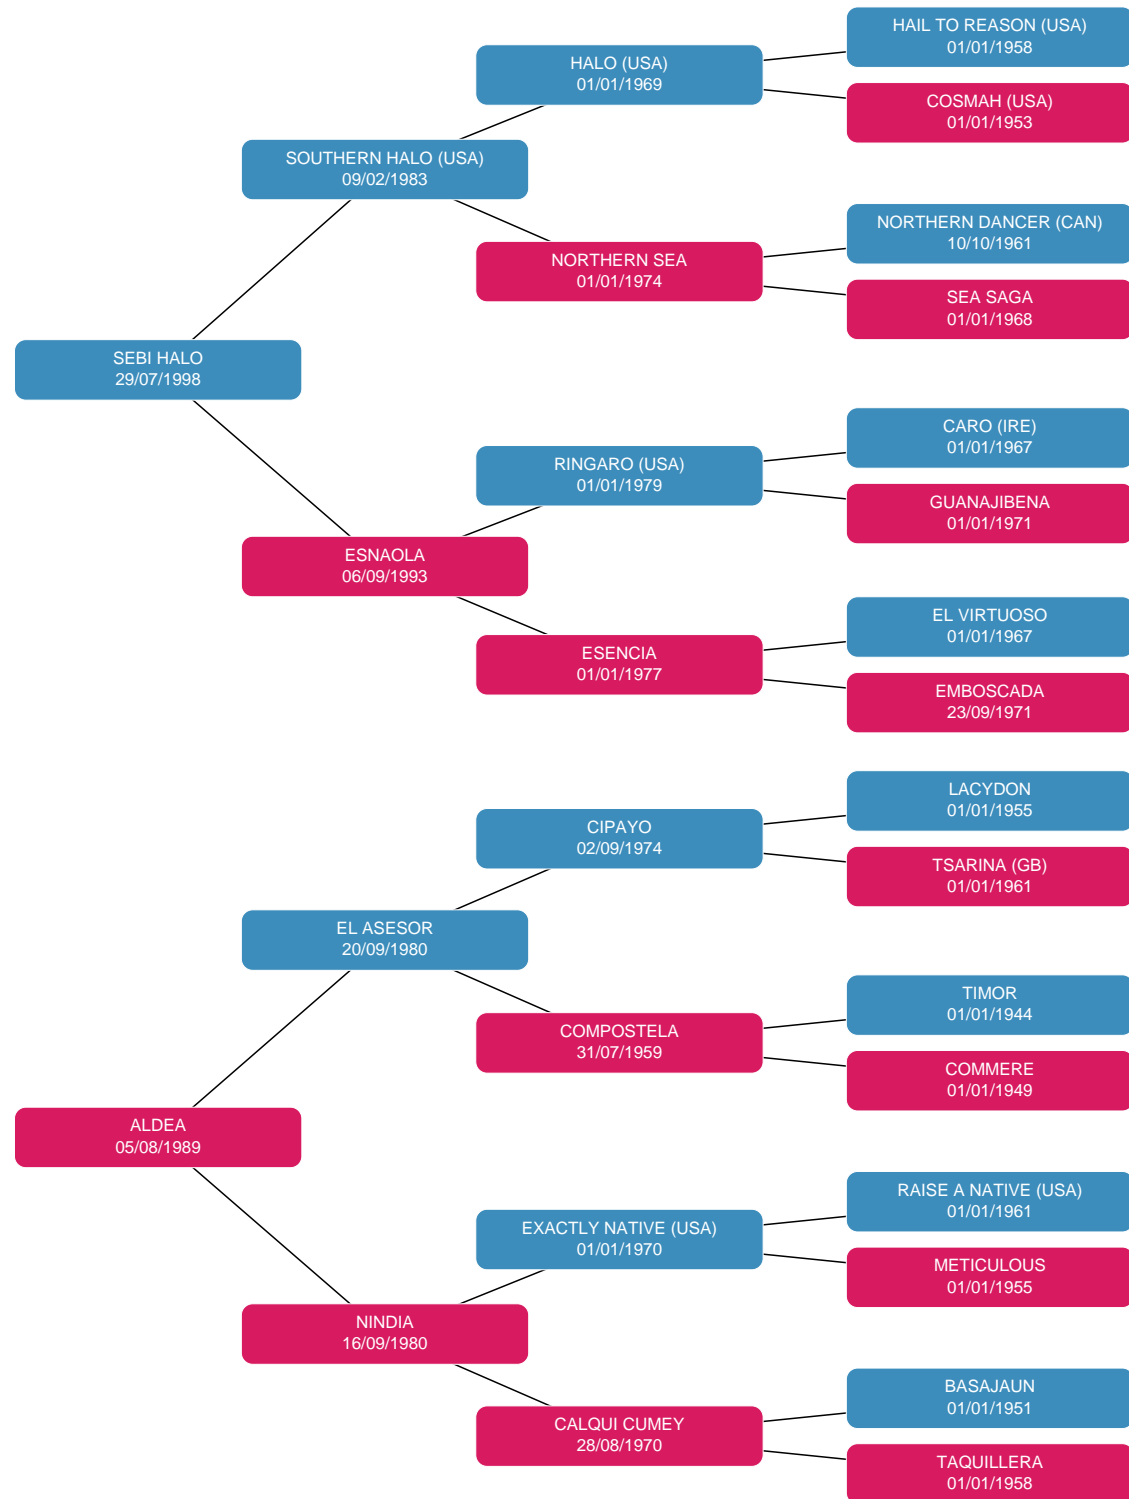 HAIL TO REASON (USA)
01/01/1958
HALO (USA)
01/01/1969
COSMAH (USA)
01/01/1953
SOUTHERN HALO (USA)
09/02/1983
NORTHERN DANCER (CAN)
10/10/1961
NORTHERN SEA
01/01/1974
SEA SAGA
01/01/1968
SEBI HALO
29/07/1998
CARO (IRE)
01/01/1967
RINGARO (USA)
01/01/1979
GUANAJIBENA
01/01/1971
ESNAOLA
06/09/1993
EL VIRTUOSO
01/01/1967
ESENCIA
01/01/1977
EMBOSCADA
23/09/1971
LACYDON
01/01/1955
CIPAYO
02/09/1974
TSARINA (GB)
01/01/1961
EL ASESOR
20/09/1980
TIMOR
01/01/1944
COMPOSTELA
31/07/1959
COMMERE
01/01/1949
ALDEA
05/08/1989
RAISE A NATIVE (USA)
01/01/1961
EXACTLY NATIVE (USA)
01/01/1970
METICULOUS
01/01/1955
NINDIA
16/09/1980
BASAJAUN
01/01/1951
CALQUI CUMEY
28/08/1970
TAQUILLERA
01/01/1958